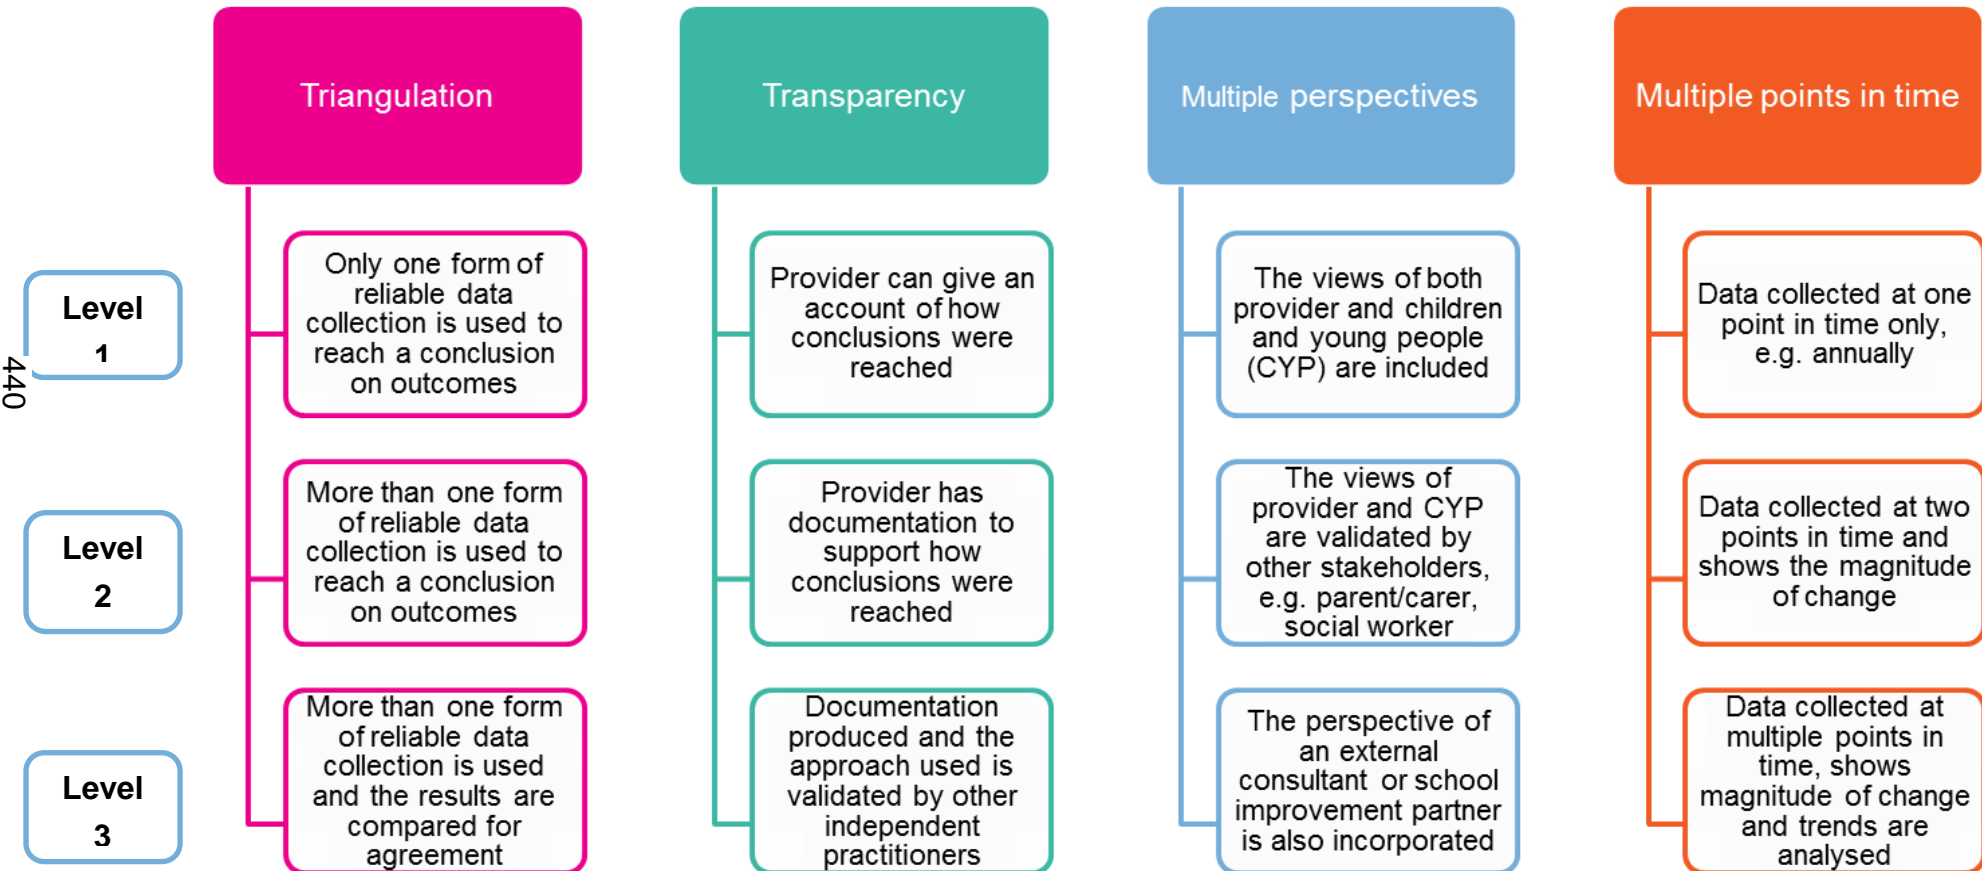 Triangulation
Transparency
Multiple perspectives
Multiple points in time
Level
1
Only one form of
reliable data
collection is used to
reach a conclusion
on outcomes
Provider can give an
account of how
conclusions were
reached
The views of both
provider and children
and young people
(CYP) are included
Data collected at one
point in time only,
e.g. annually
440
Level
2
More than one form
of reliable data
collection is used to
reach a conclusion
on outcomes
Provider has
documentation to
support how
conclusions were
reached
The views of
provider and CYP
are validated by
other stakeholders,
e.g. parent/carer,
social worker
Data collected at two
points in time and
shows the magnitude
of change
Level
3
More than one form
of reliable data
collection is used
and the results are
compared for
agreement
Documentation
produced and the
approach used is
validated by other
independent
practitioners
The perspective of
an external
consultant or school
improvement partner
is also incorporated
Data collected at
multiple points in
time, shows
magnitude of change
and trends are
analysed